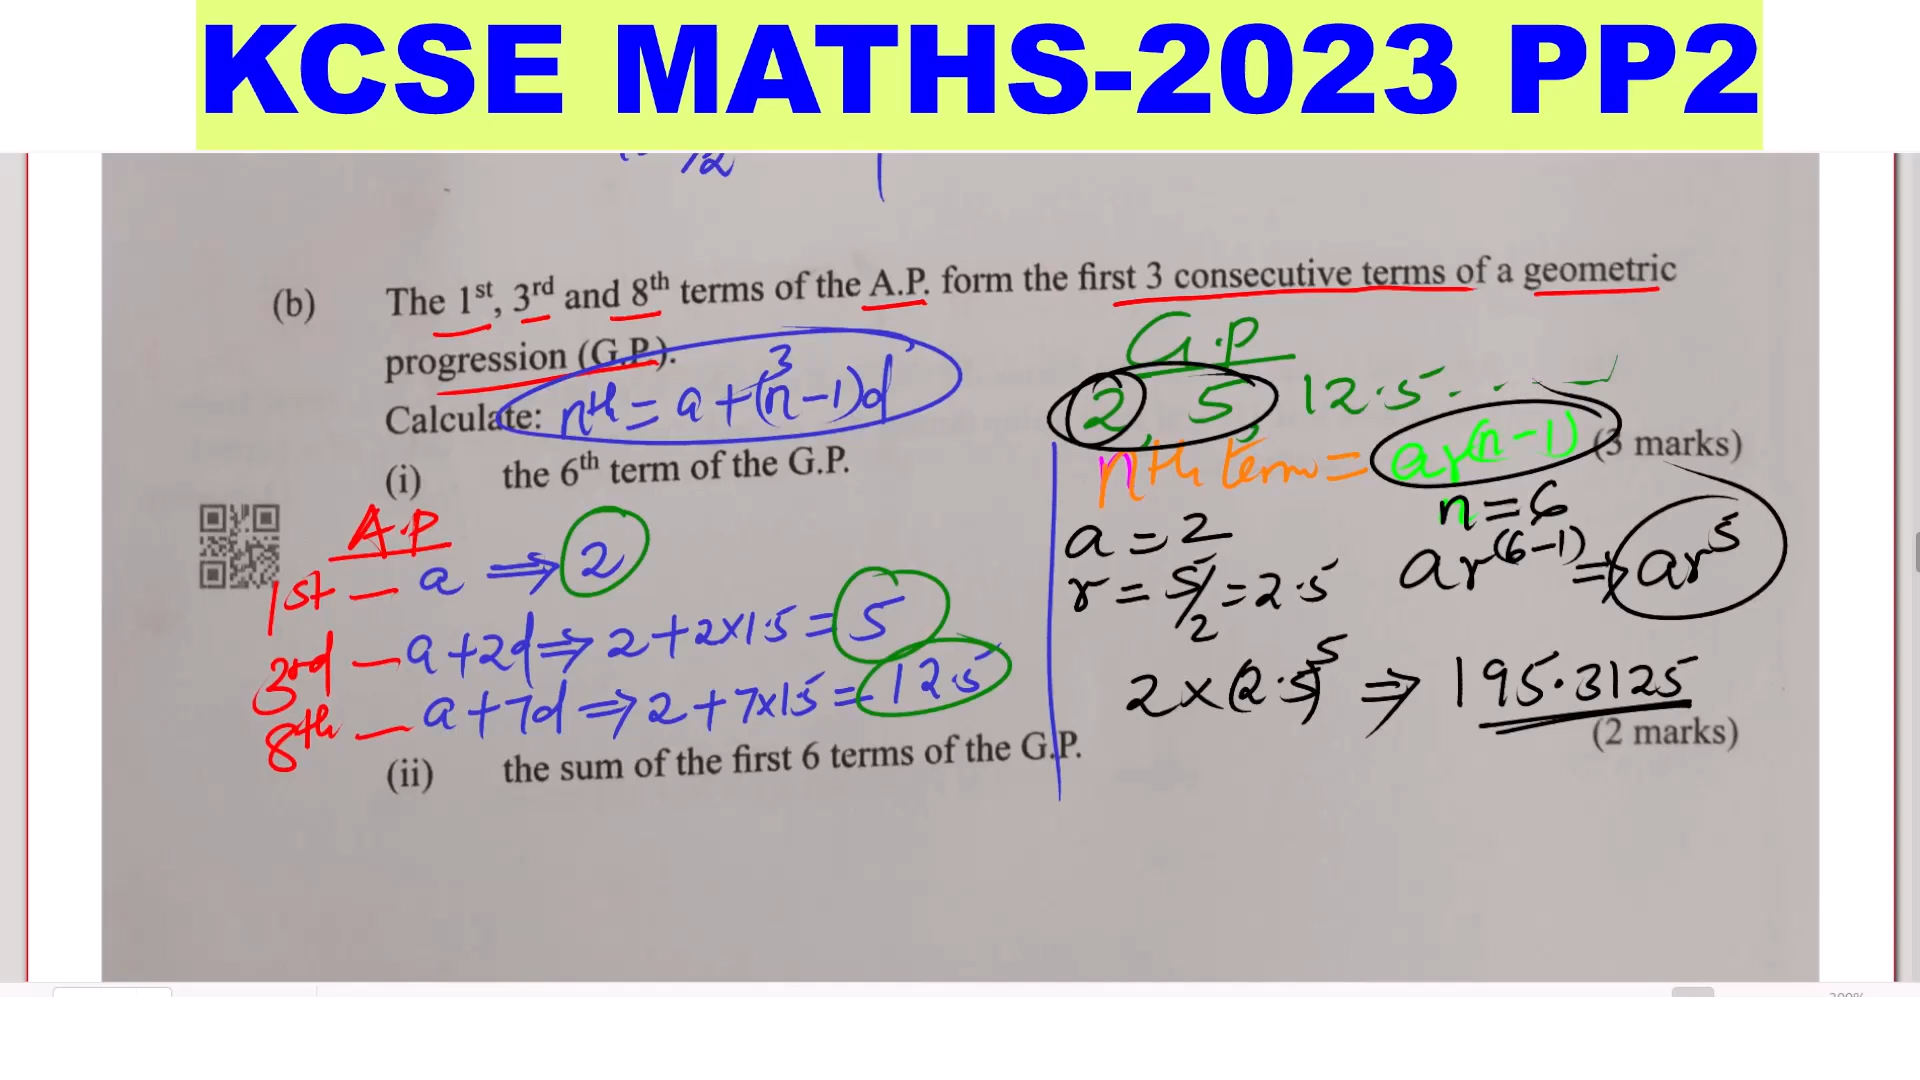 KCSE MATHS-2023 PP2
/2
(b) The 1st, 3rd and 8th terms of the A.P. form the first 3 consecutive terms of a geometric
progression (G.P.).
G.P
Calculate: nth = a + (n-1)d
3
2, 5, 12.5 . . .
(i) the 6th term of the G.P.
nth term = ar(n-1) (3 marks)
A.P
1st — a ⇒ 2
3rd — a + 2d ⇒ 2 + 2x1.5 = 5
8th — a + 7d ⇒ 2 + 7x1.5 = 12.5
n = 6
a = 2
r = 5/2 = 2.5
ar(6-1) ⇒ ar5
2 x (2.5)5 ⇒ 195.3125
(ii) the sum of the first 6 terms of the G.P. (2 marks)